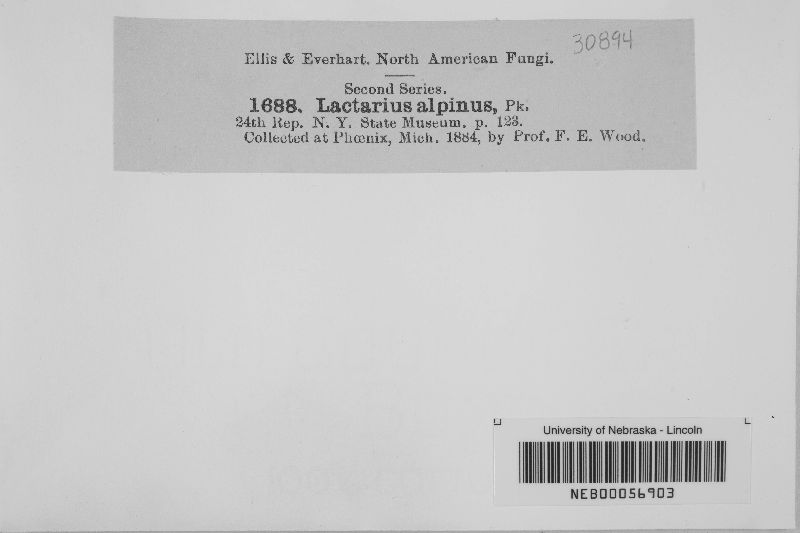 30894
Ellis & Everhart. North American Fungi.
Second Series.
1688. Lactarius alpinus, Pk.
24th Rep. N. Y. State Museum. p. 123.
Collected at Phœnix, Mich. 1884, by Prof. F. E. Wood.
University of Nebraska - Lincoln
NEB00056903